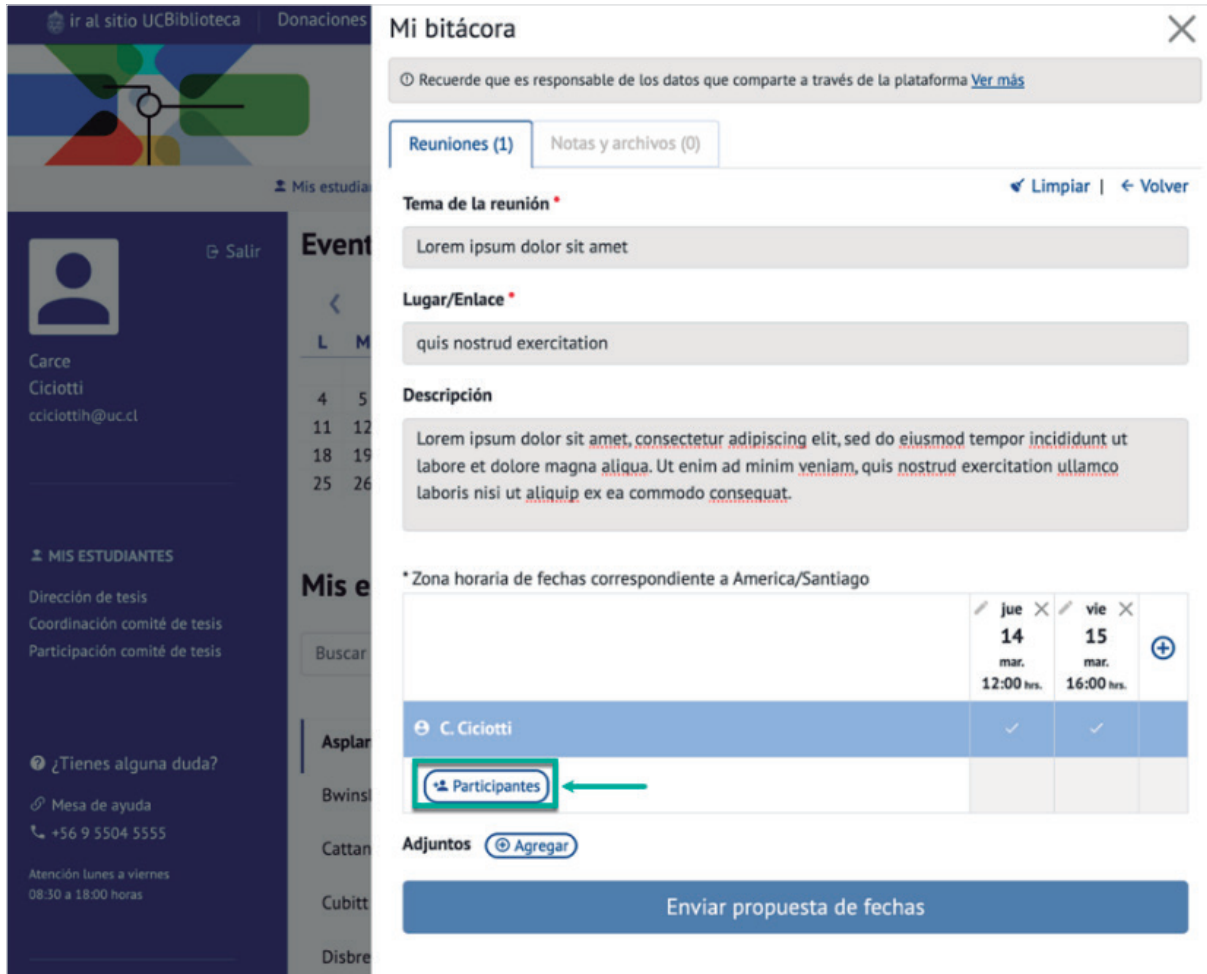 ir al sitio UCBiblioteca
Donaciones
Mis estudia
Salir
Carce
Ciciotti
cciciottih@uc.cl
MIS ESTUDIANTES
Dirección de tesis
Coordinación comité de tesis
Participación comité de tesis
¿Tienes alguna duda?
Mesa de ayuda
+56 9 5504 5555
Atención lunes a viernes
08:30 a 18:00 horas
Event
L M
4 5
11 12
18 19
25 26
Mis e
Buscar
Asplan
Bwinsl
Cattan
Cubitt
Disbre
Mi bitácora
Recuerde que es responsable de los datos que comparte a través de la plataforma Ver más
Reuniones (1)
Notas y archivos (0)
Limpiar | ← Volver
Tema de la reunión *
Lorem ipsum dolor sit amet
Lugar/Enlace *
quis nostrud exercitation
Descripción
Lorem ipsum dolor sit amet, consectetur adipiscing elit, sed do eiusmod tempor incididunt ut
labore et dolore magna aliqua. Ut enim ad minim veniam, quis nostrud exercitation ullamco
laboris nisi ut aliquip ex ea commodo consequat.
* Zona horaria de fechas correspondiente a America/Santiago
jue
14
mar.
12:00 hrs.
vie
15
mar.
16:00 hrs.
C. Ciciotti
Participantes
Adjuntos
Agregar
Enviar propuesta de fechas